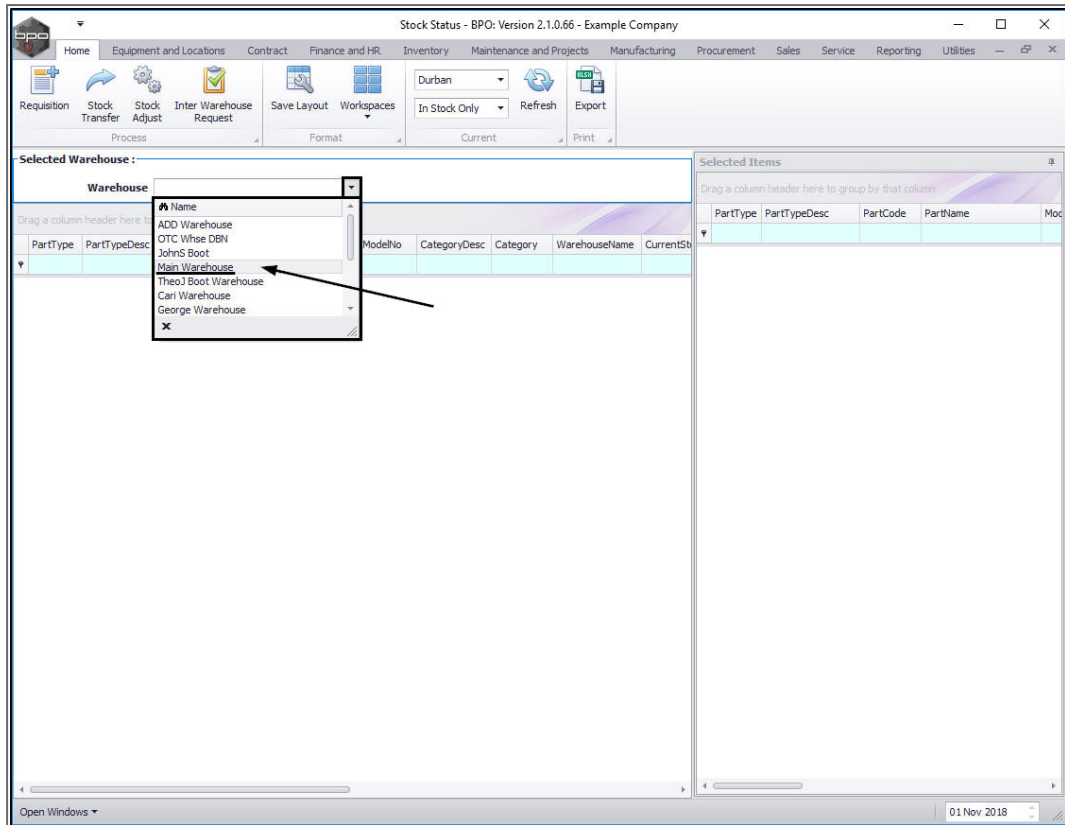 Stock Status - BPO: Version 2.1.0.66 - Example Company
bpo
Home Equipment and Locations Contract Finance and HR Inventory Maintenance and Projects Manufacturing Procurement Sales Service Reporting Utilities
Requisition Stock Transfer Stock Adjust Inter Warehouse Request Save Layout Workspaces Durban In Stock Only Refresh XLSX Export
Process Format Current Print
Selected Warehouse :
Warehouse
Name
ADD Warehouse
OTC Whse DBN
JohnS Boot
Main Warehouse
TheoJ Boot Warehouse
Cari Warehouse
George Warehouse
Drag a column header here to
PartType PartTypeDesc ModelNo CategoryDesc Category WarehouseName CurrentSt
Selected Items
Drag a column header here to group by that column
PartType PartTypeDesc PartCode PartName Mod
Open Windows
01 Nov 2018